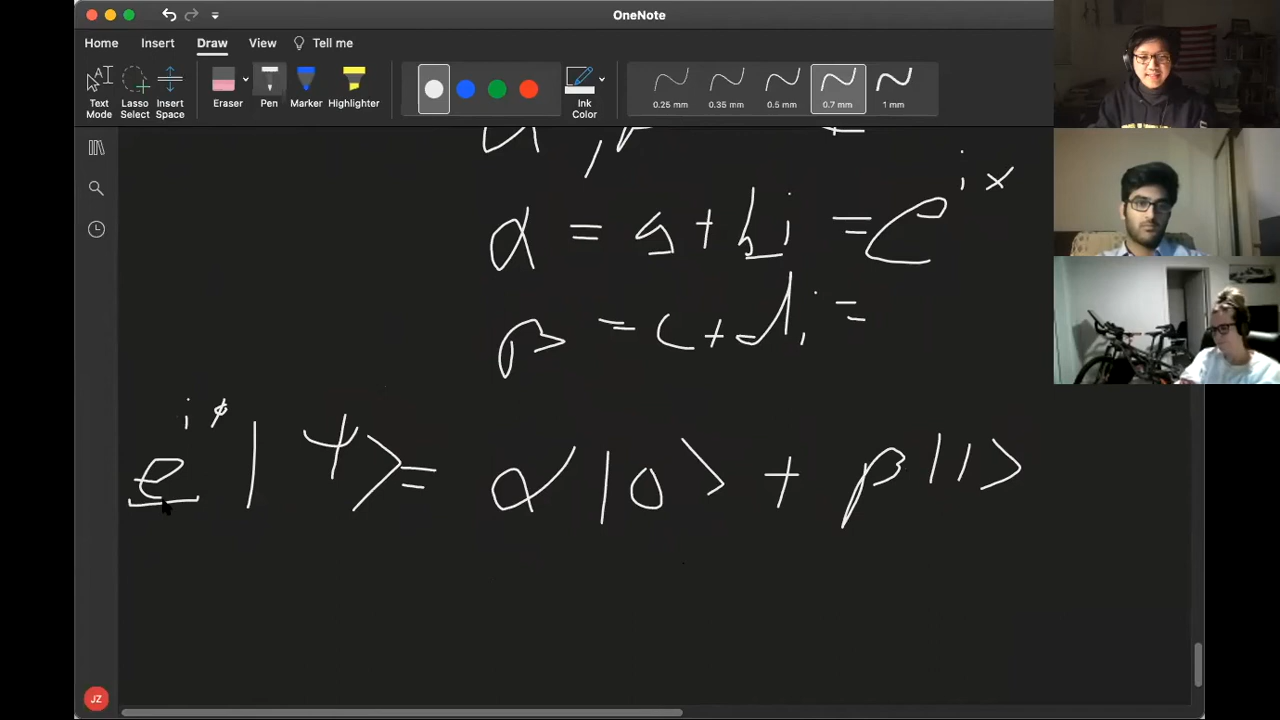 OneNote
Home Insert Draw View Tell me
Text Mode
Lasso Select
Insert Space
Eraser
Pen
Marker
Highlighter
Ink Color
0.25 mm
0.35 mm
0.5 mm
0.7 mm
1 mm
α = a + bi = e^{ix}
β = c + di =
e^{iφ} |ψ> = α|0> + β|1>
JZ